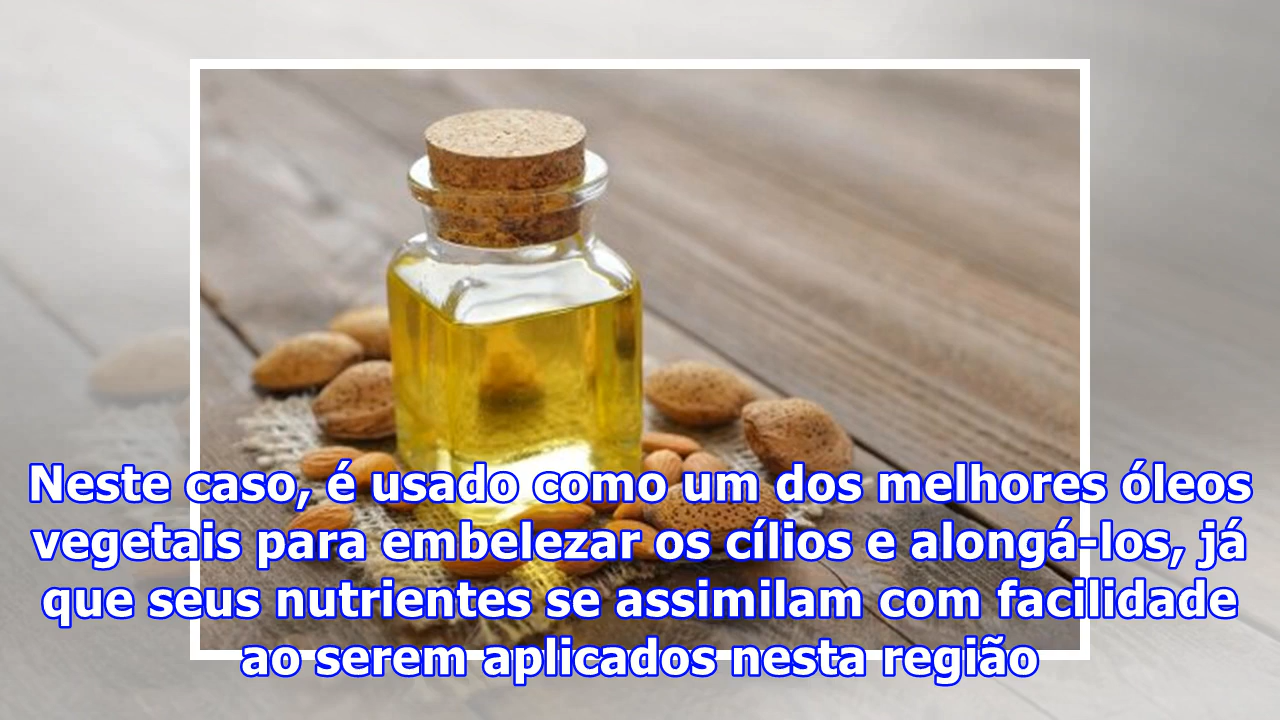 Neste caso, é usado como um dos melhores óleos
vegetais para embelezar os cílios e alongá-los, já
que seus nutrientes se assimilam com facilidade
ao serem aplicados nesta região